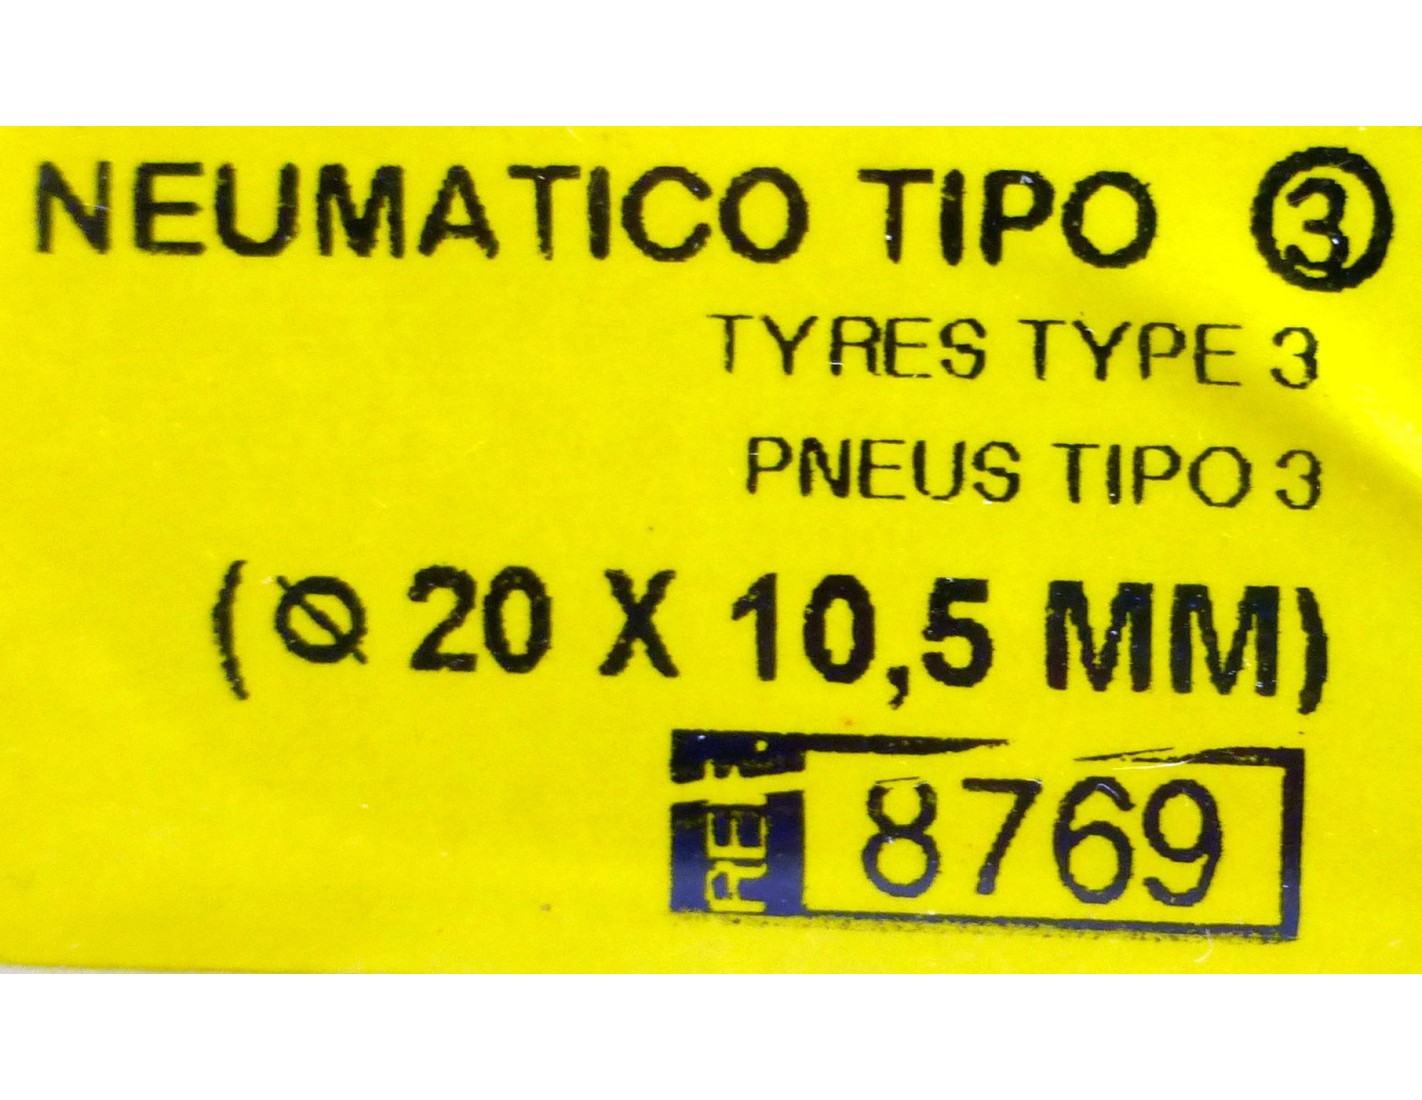 NEUMATICO TIPO ③
TYRES TYPE 3
PNEUS TIPO 3
(Ø 20 X 10,5 MM)
REF. 8769